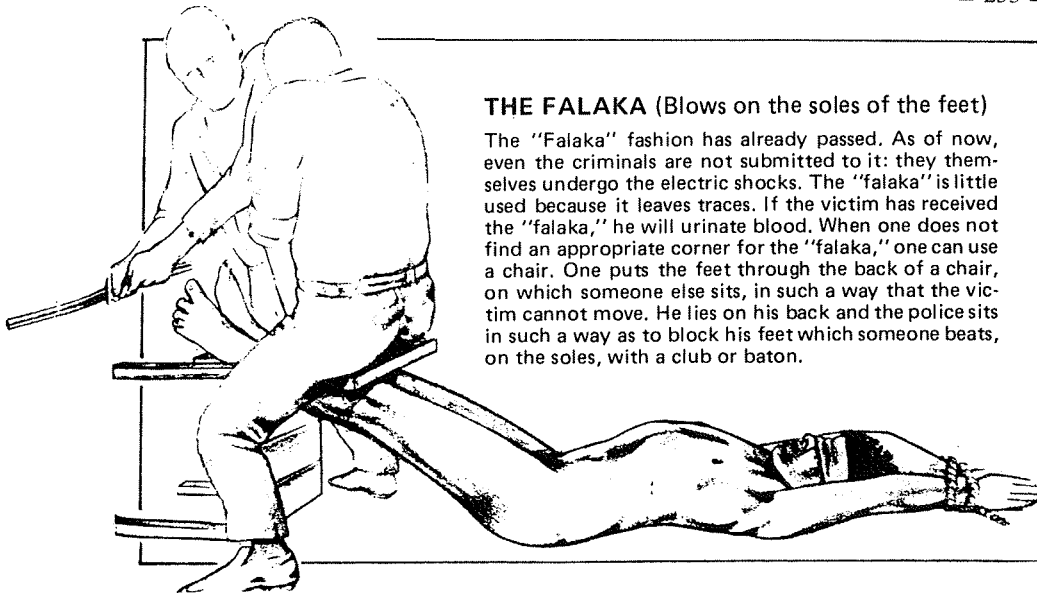 THE FALAKA (Blows on the soles of the feet)
The "Falaka" fashion has already passed. As of now,
even the criminals are not submitted to it: they them-
selves undergo the electric shocks. The "falaka" is little
used because it leaves traces. If the victim has received
the "falaka," he will urinate blood. When one does not
find an appropriate corner for the "falaka," one can use
a chair. One puts the feet through the back of a chair,
on which someone else sits, in such a way that the vic-
tim cannot move. He lies on his back and the police sits
in such a way as to block his feet which someone beats,
on the soles, with a club or baton.